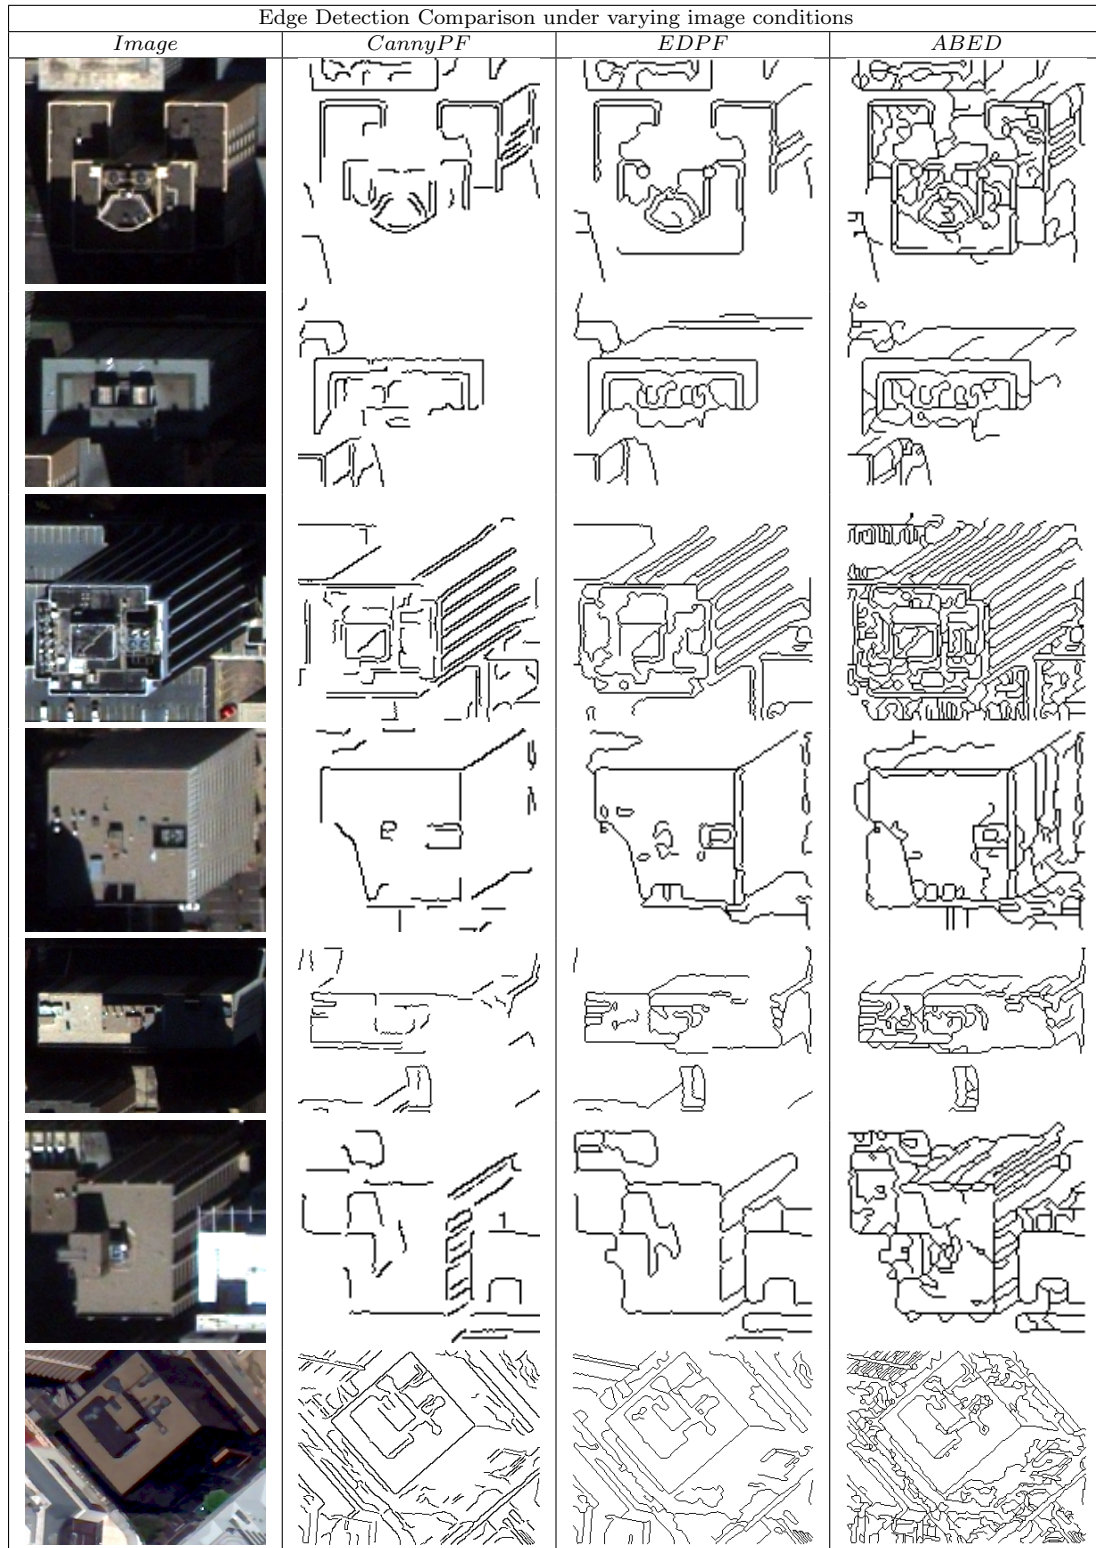 Edge Detection Comparison under varying image conditions
Image CannyPF EDPF ABED